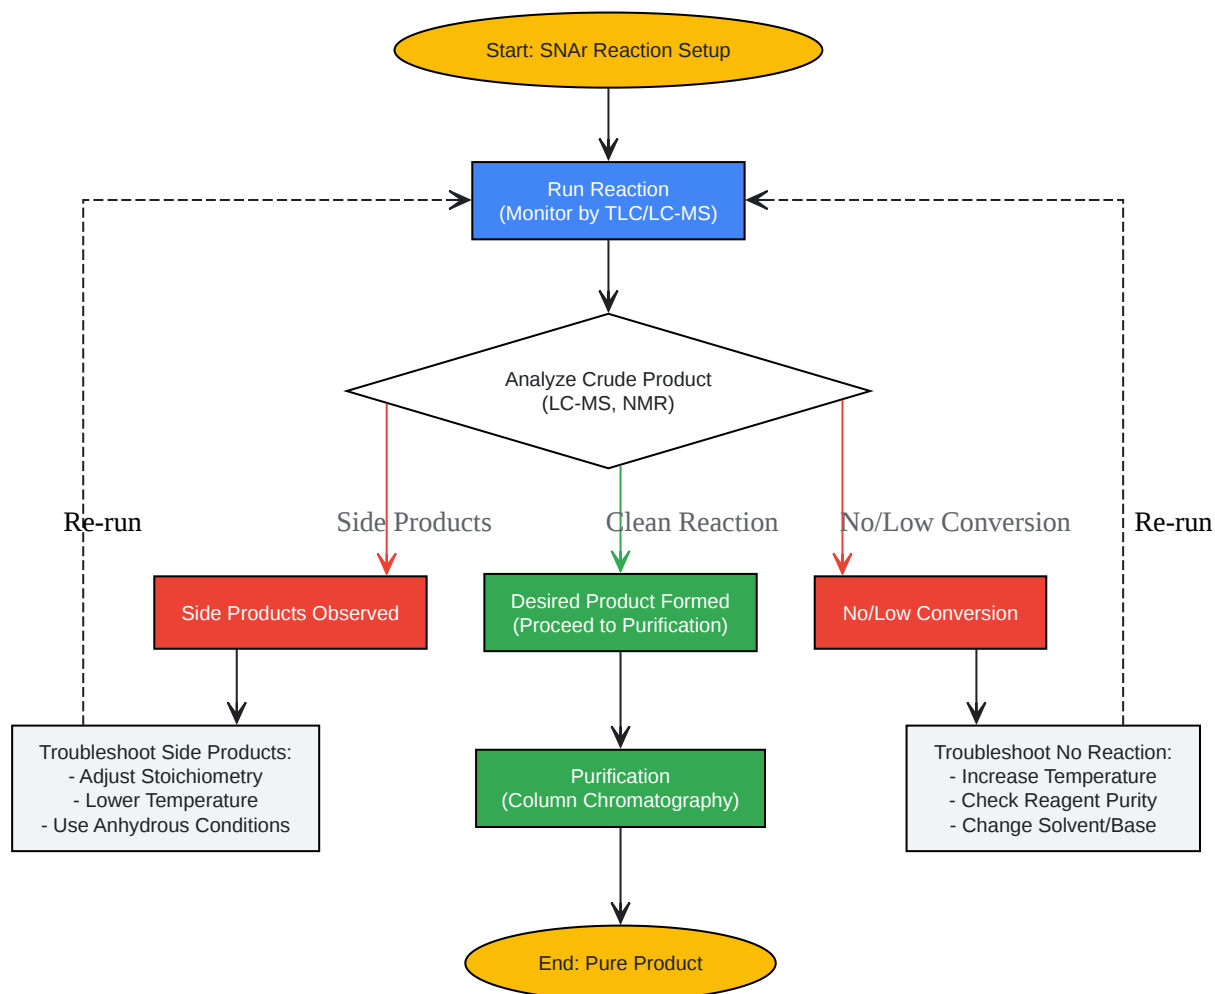 Start: SNAr Reaction Setup
Run Reaction
(Monitor by TLC/LC-MS)
Analyze Crude Product
(LC-MS, NMR)
Re-run
Side Products
Clean Reaction
No/Low Conversion
Re-run
Side Products Observed
Desired Product Formed
(Proceed to Purification)
No/Low Conversion
Troubleshoot Side Products:
- Adjust Stoichiometry
- Lower Temperature
- Use Anhydrous Conditions
Purification
(Column Chromatography)
Troubleshoot No Reaction:
- Increase Temperature
- Check Reagent Purity
- Change Solvent/Base
End: Pure Product